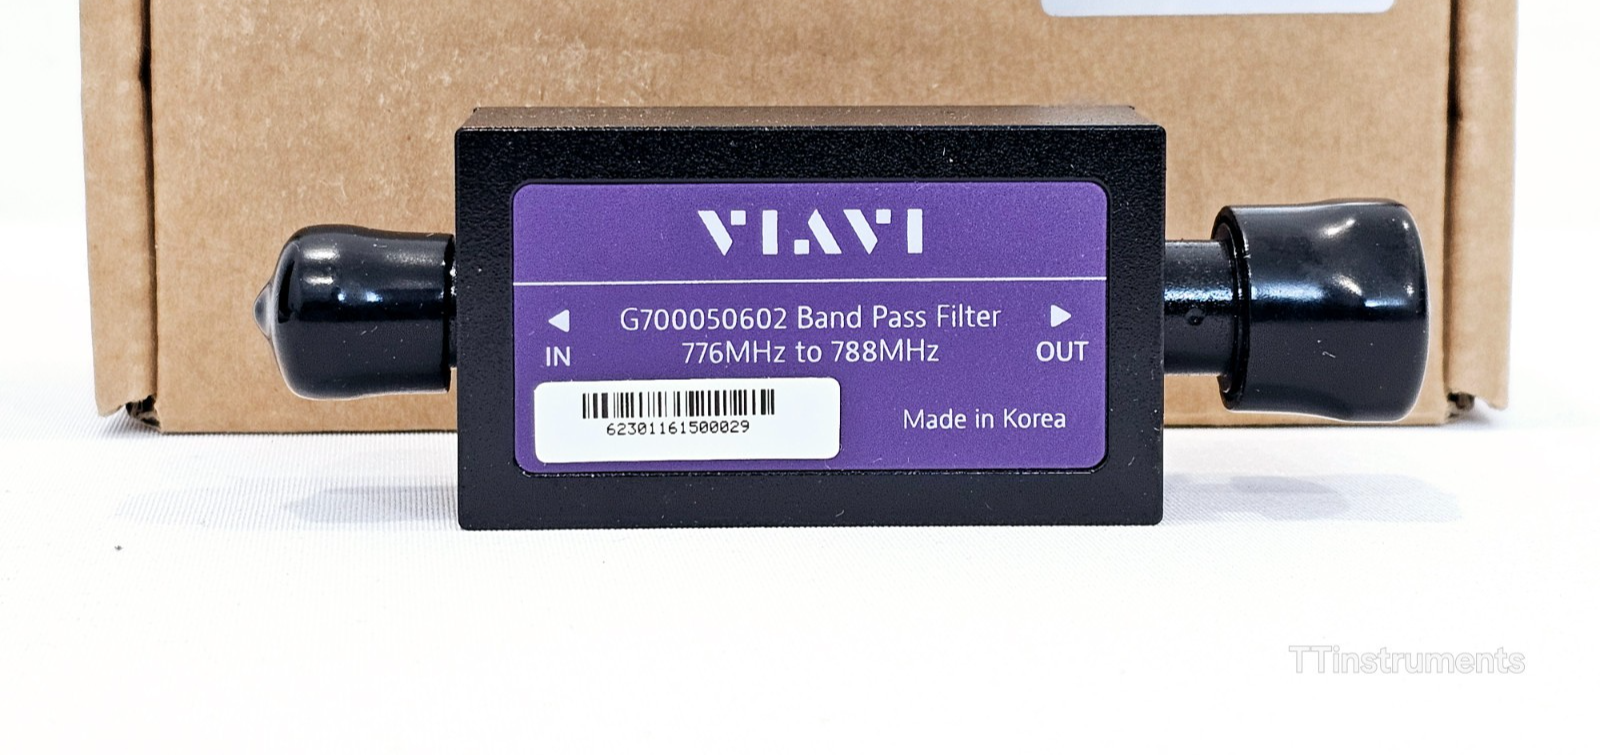 VIAVI
◀ G700050602 Band Pass Filter ▶
IN 776MHz to 788MHz OUT
62301161500029
Made in Korea
TTinstruments